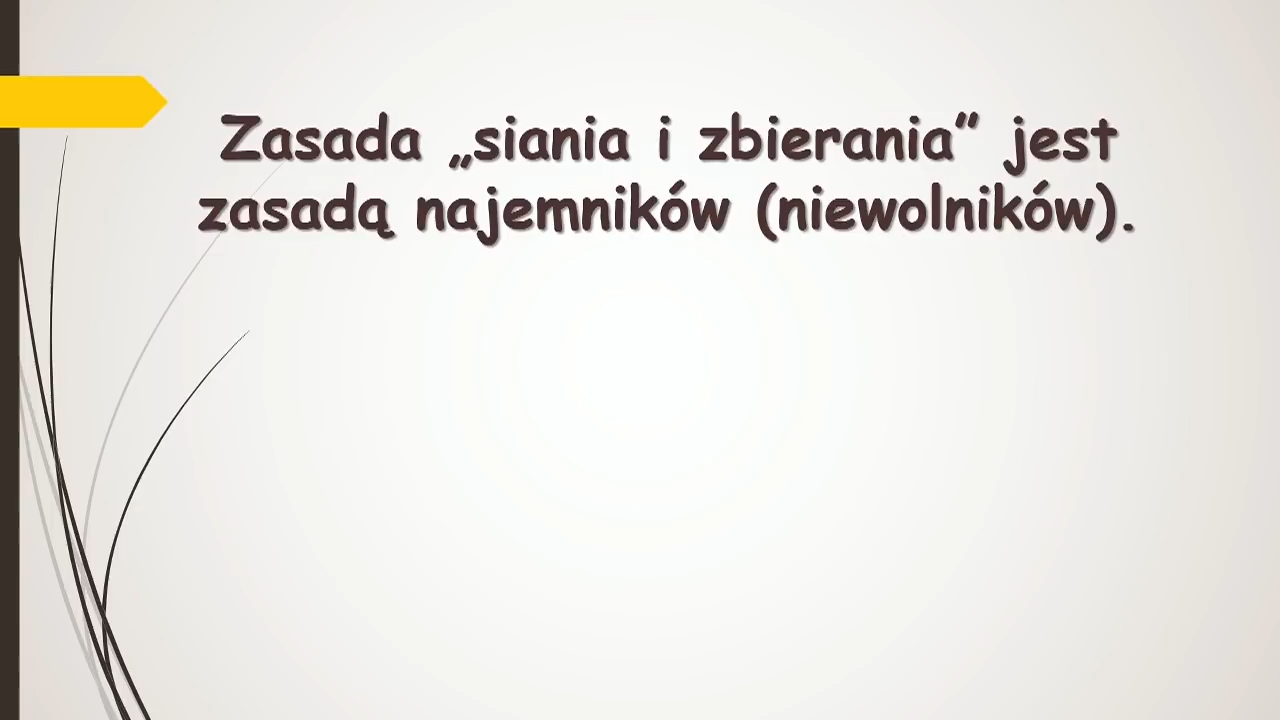 Zasada „siania i zbierania” jest
zasadą najemników (niewolników).